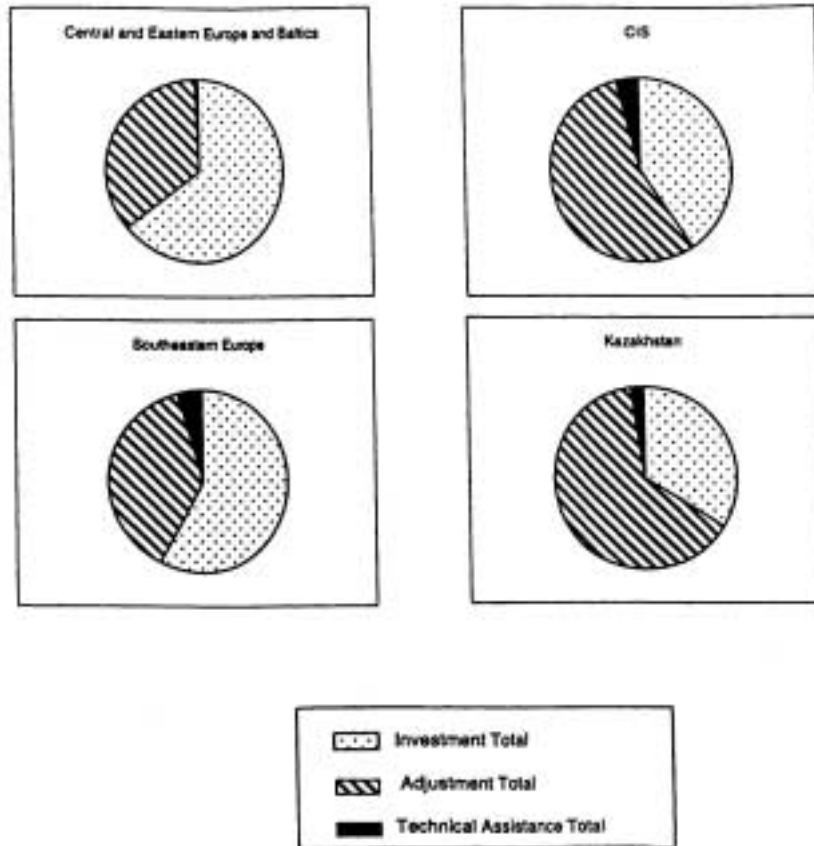 Central and Eastern Europe and Baltics
CIS
Southeastern Europe
Kazakhstan
Investment Total
Adjustment Total
Technical Assistance Total